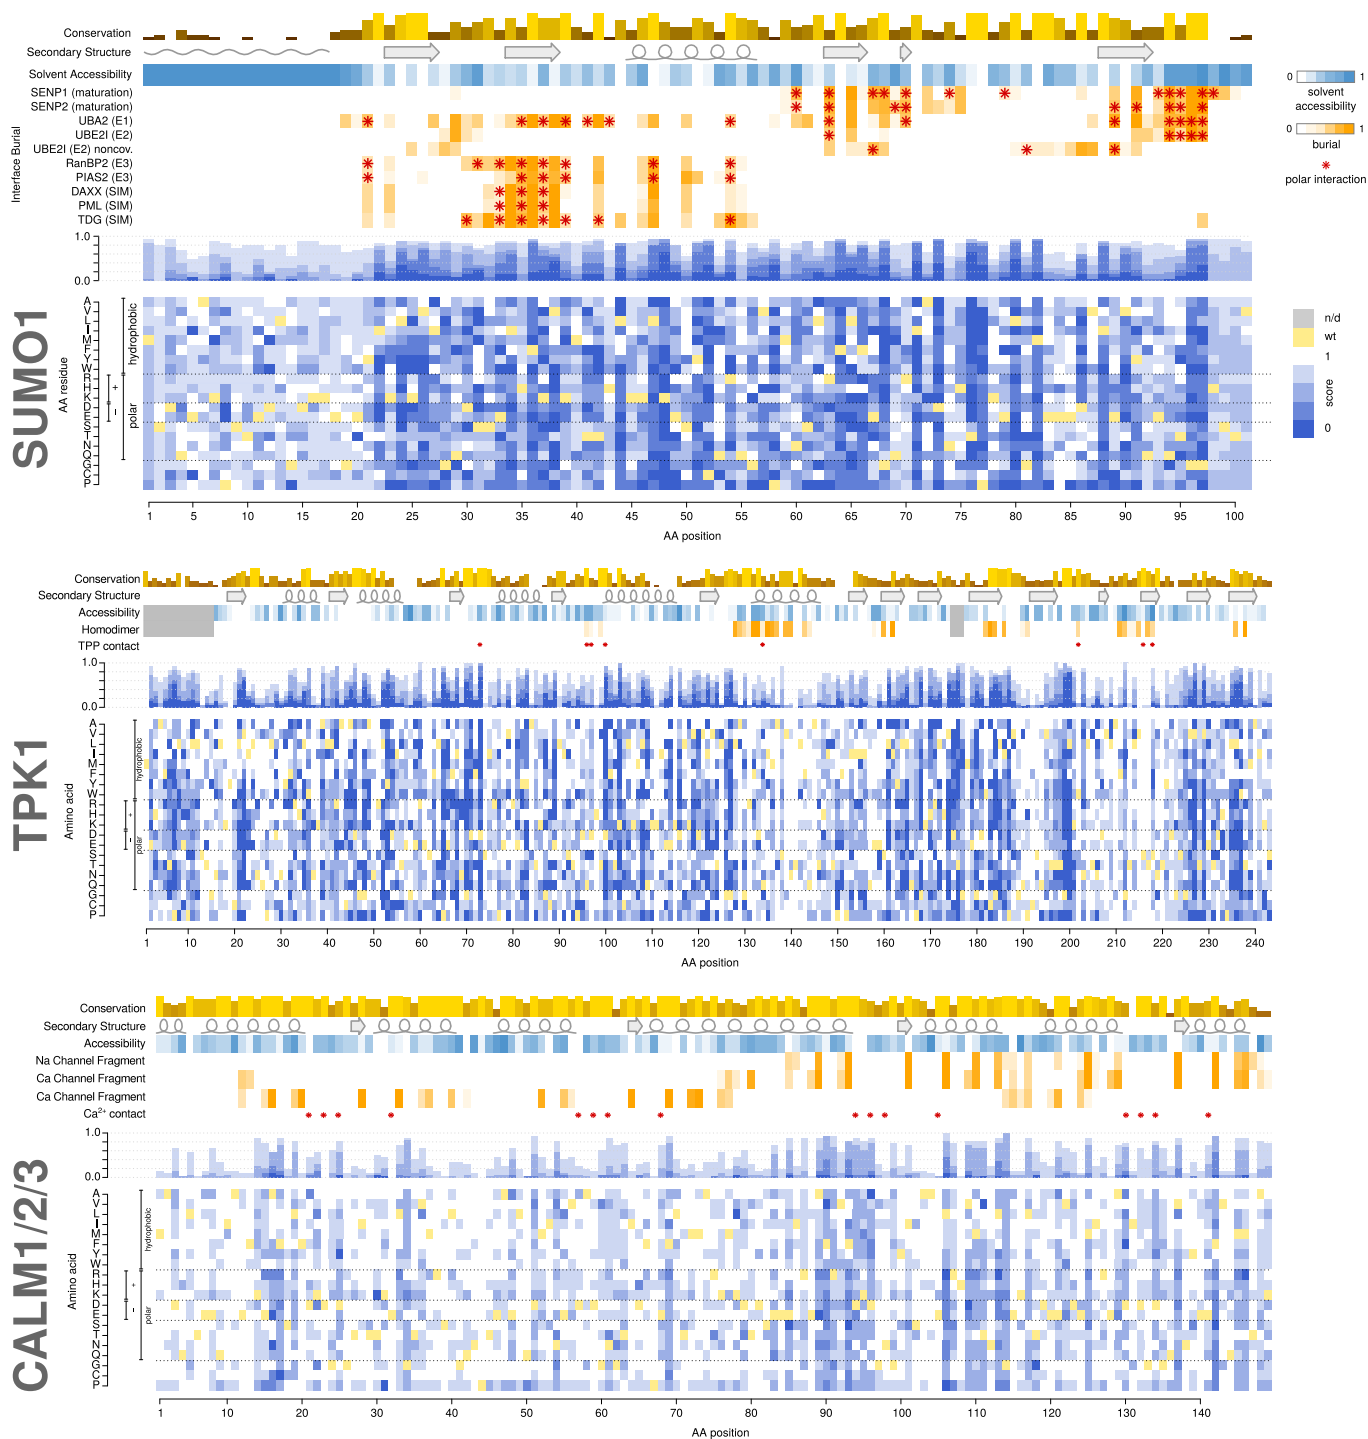 Conservation
Secondary Structure
Solvent Accessibility
SENP1 (maturation)
SENP2 (maturation)
UBA2 (E1)
UBE2I (E2)
UBE2I (E2) noncov.
RanBP2 (E3)
PIAS2 (E3)
DAXX (SIM)
PML (SIM)
TDG (SIM)
Interface Burial
0 1
solvent
accessibility
0 1
burial
polar interaction
1.0
0.0
SUMO1
AA residue
A
V
L
I
M
F
Y
W
R
H
K
D
E
S
T
N
Q
G
C
P
+
−
hydrophobic
polar
n/d
wt
1
score
0
1 5 10 15 20 25 30 35 40 45 50 55 60 65 70 75 80 85 90 95 100
AA position
Conservation
Secondary Structure
Accessibility
Homodimer
TPP contact
1.0
0.0
TPK1
Amino acid
A
V
L
I
M
F
Y
W
R
H
K
D
E
S
T
N
Q
G
C
P
+
−
hydrophobic
polar
1 10 20 30 40 50 60 70 80 90 100 110 120 130 140 150 160 170 180 190 200 210 220 230 240
AA position
Conservation
Secondary Structure
Accessibility
Na Channel Fragment
Ca Channel Fragment
Ca Channel Fragment
Ca2+ contact
1.0
0.0
CALM1/2/3
Amino acid
A
V
L
I
M
F
Y
W
R
H
K
D
E
S
T
N
Q
G
C
P
+
−
hydrophobic
polar
1 10 20 30 40 50 60 70 80 90 100 110 120 130 140
AA position